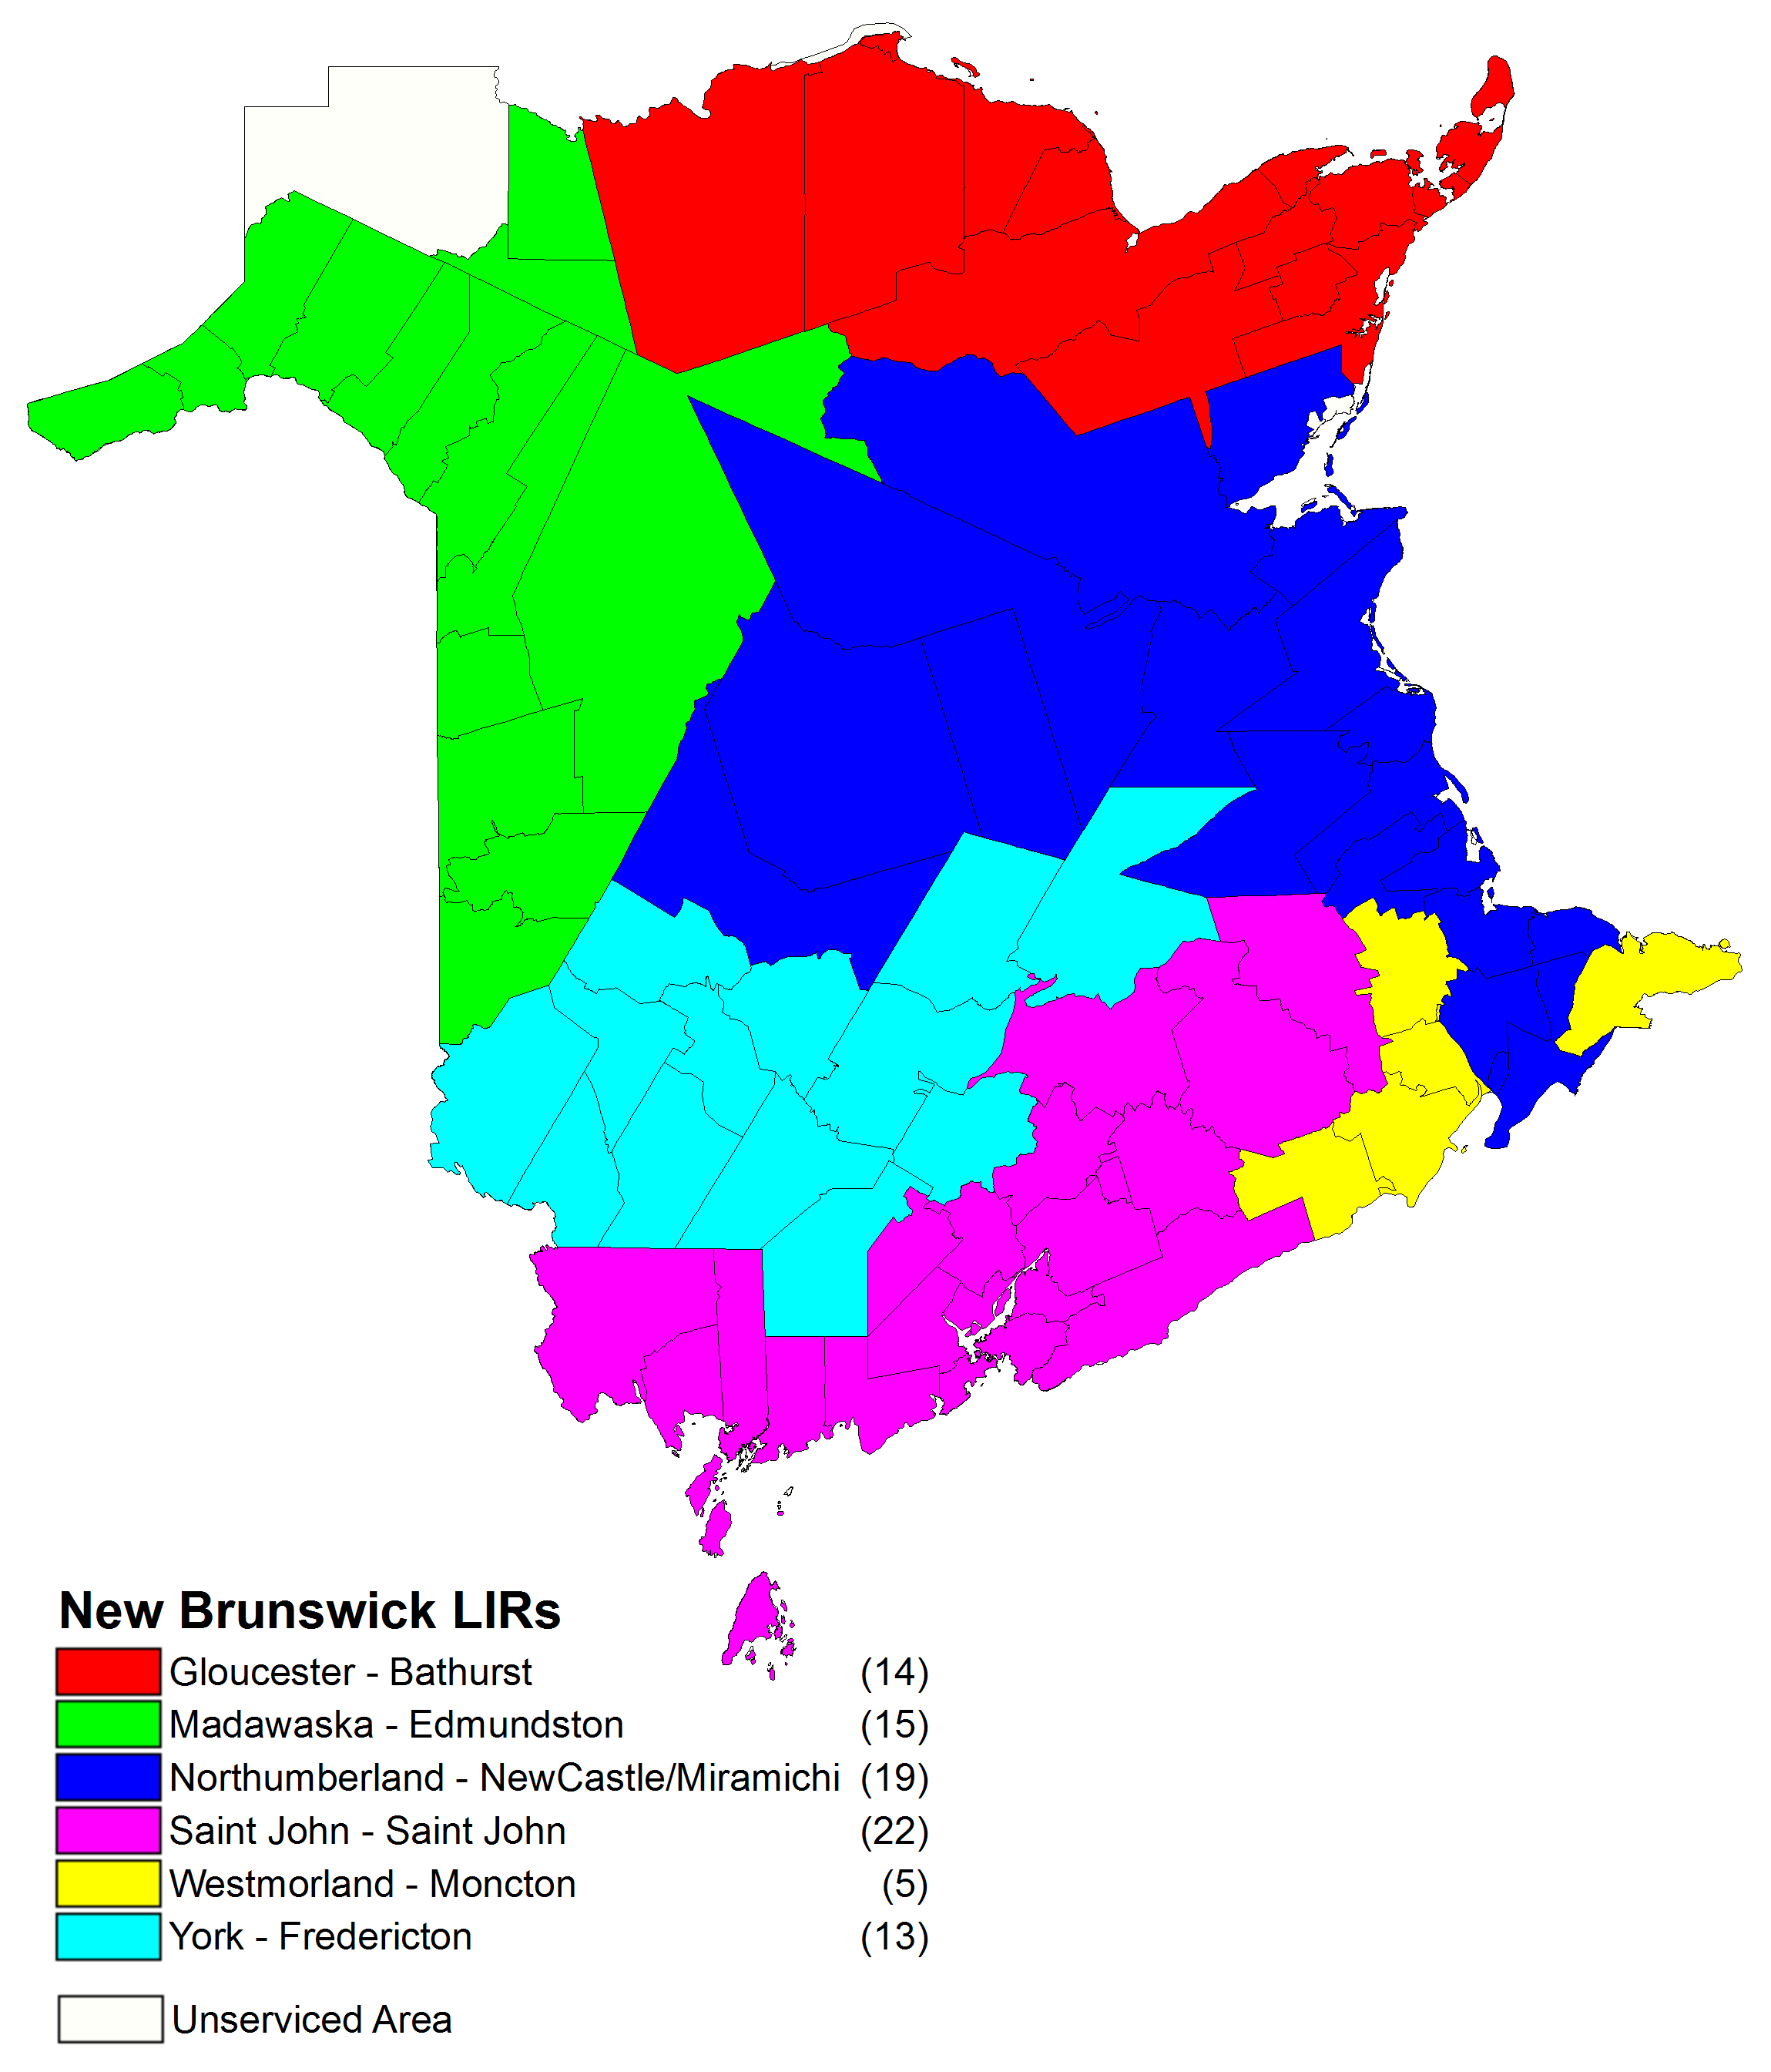 New Brunswick LIRs
Gloucester - Bathurst (14)
Madawaska - Edmundston (15)
Northumberland - NewCastle/Miramichi (19)
Saint John - Saint John (22)
Westmorland - Moncton (5)
York - Fredericton (13)
Unserviced Area